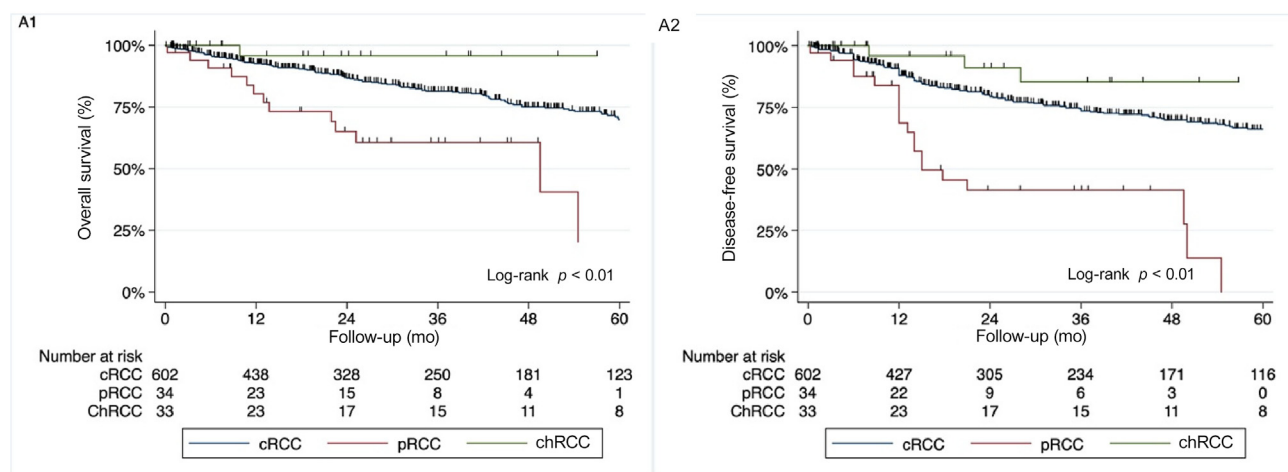 A1
100%
75%
50%
25%
0%
Overall survival (%)
Log-rank p < 0.01
0 12 24 36 48 60
Follow-up (mo)
Number at risk
cRCC 602 438 328 250 181 123
pRCC 34 23 15 8 4 1
ChRCC 33 23 17 15 11 8
cRCC pRCC chRCC
A2
100%
75%
50%
25%
0%
Disease-free survival (%)
Log-rank p < 0.01
0 12 24 36 48 60
Follow-up (mo)
Number at risk
cRCC 602 427 305 234 171 116
pRCC 34 22 9 6 3 0
ChRCC 33 23 17 15 11 8
cRCC pRCC chRCC